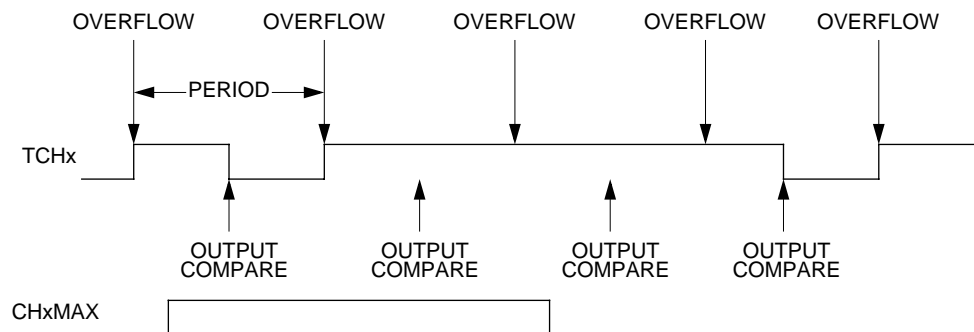 OVERFLOW OVERFLOW OVERFLOW OVERFLOW OVERFLOW
PERIOD
TCHx
OUTPUT COMPARE
OUTPUT COMPARE
OUTPUT COMPARE
OUTPUT COMPARE
CHxMAX